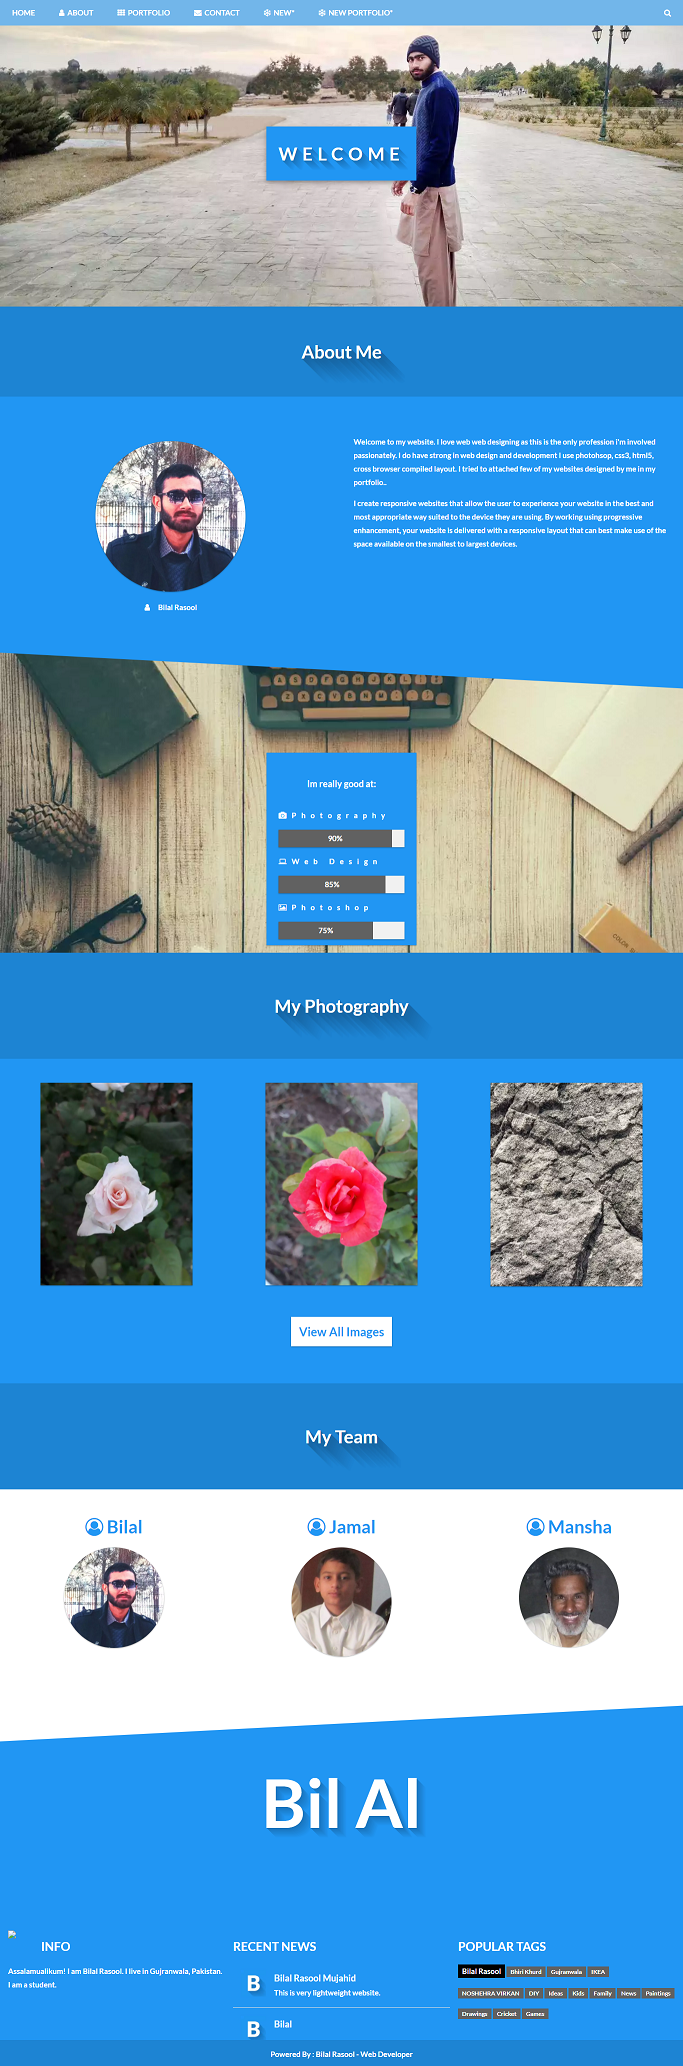 HOME ABOUT PORTFOLIO CONTACT NEW* NEW PORTFOLIO*
WELCOME
About Me
Welcome to my website. I love web web designing as this is the only profession i'm involved
passionately. I do have strong in web design and development I use photohsop, css3, html5,
cross browser compiled layout. I tried to attached few of my websites designed by me in my
portfolio..
I create responsive websites that allow the user to experience your website in the best and
most appropriate way suited to the device they are using. By working using progressive
enhancement, your website is delivered with a responsive layout that can best make use of the
space available on the smallest to largest devices.
Bilal Rasool
Im really good at:
Photography
90%
Web Design
85%
Photoshop
75%
COLOR
My Photography
View All Images
My Team
Bilal
Jamal
Mansha
Bil Al
INFO
Assalamualikum! I am Bilal Rasool. I live in Gujranwala, Pakistan.
I am a student.
RECENT NEWS
B
Bilal Rasool Mujahid
This is very lightweight website.
B
Bilal
POPULAR TAGS
Bilal Rasool Bhiri Khurd Gujranwala IKEA
NOSHEHRA VIRKAN DIY Ideas Kids Family News Paintings
Drawings Cricket Games
Powered By : Bilal Rasool - Web Developer